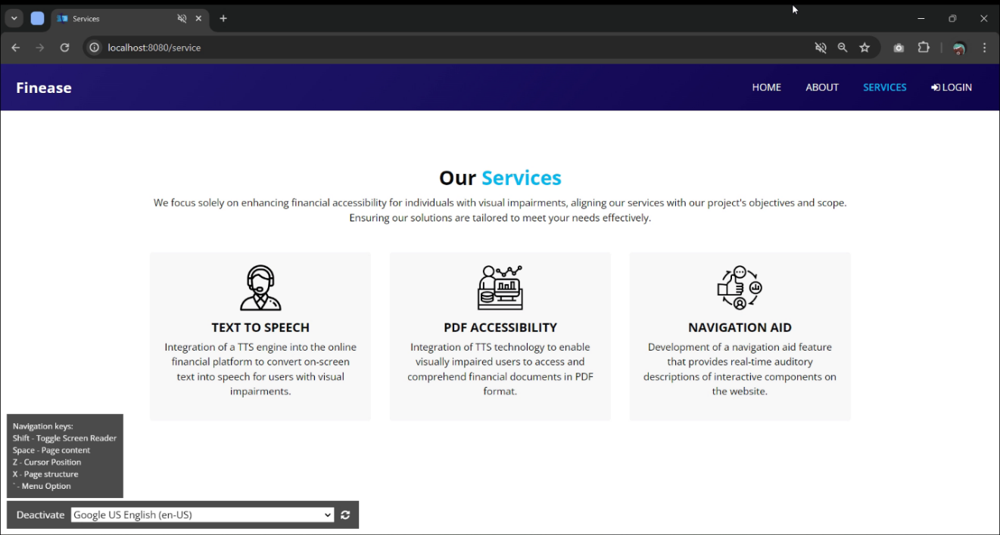 Services
localhost:8080/service
Finease
HOME ABOUT SERVICES LOGIN
Our Services
We focus solely on enhancing financial accessibility for individuals with visual impairments, aligning our services with our project's objectives and scope.
Ensuring our solutions are tailored to meet your needs effectively.
TEXT TO SPEECH
Integration of a TTS engine into the online
financial platform to convert on-screen
text into speech for users with visual
impairments.
PDF ACCESSIBILITY
Integration of TTS technology to enable
visually impaired users to access and
comprehend financial documents in PDF
format.
NAVIGATION AID
Development of a navigation aid feature
that provides real-time auditory
descriptions of interactive components on
the website.
Navigation keys:
Shift - Toggle Screen Reader
Space - Page content
Z - Cursor Position
X - Page structure
` - Menu Option
Deactivate Google US English (en-US)